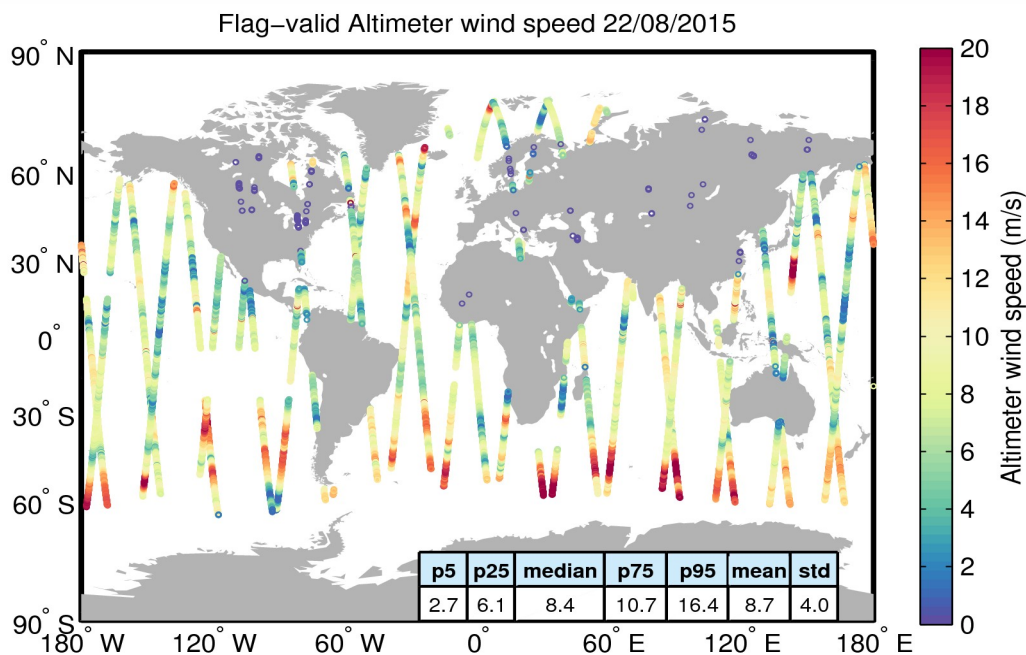 Flag−valid Altimeter wind speed 22/08/2015
90° N
60° N
30° N
0°
30° S
60° S
90° S
180° W
120° W
60° W
0°
60° E
120° E
180° E
20
18
16
14
12
10
8
6
4
2
0
Altimeter wind speed (m/s)
p5 p25 median p75 p95 mean std
2.7 6.1 8.4 10.7 16.4 8.7 4.0